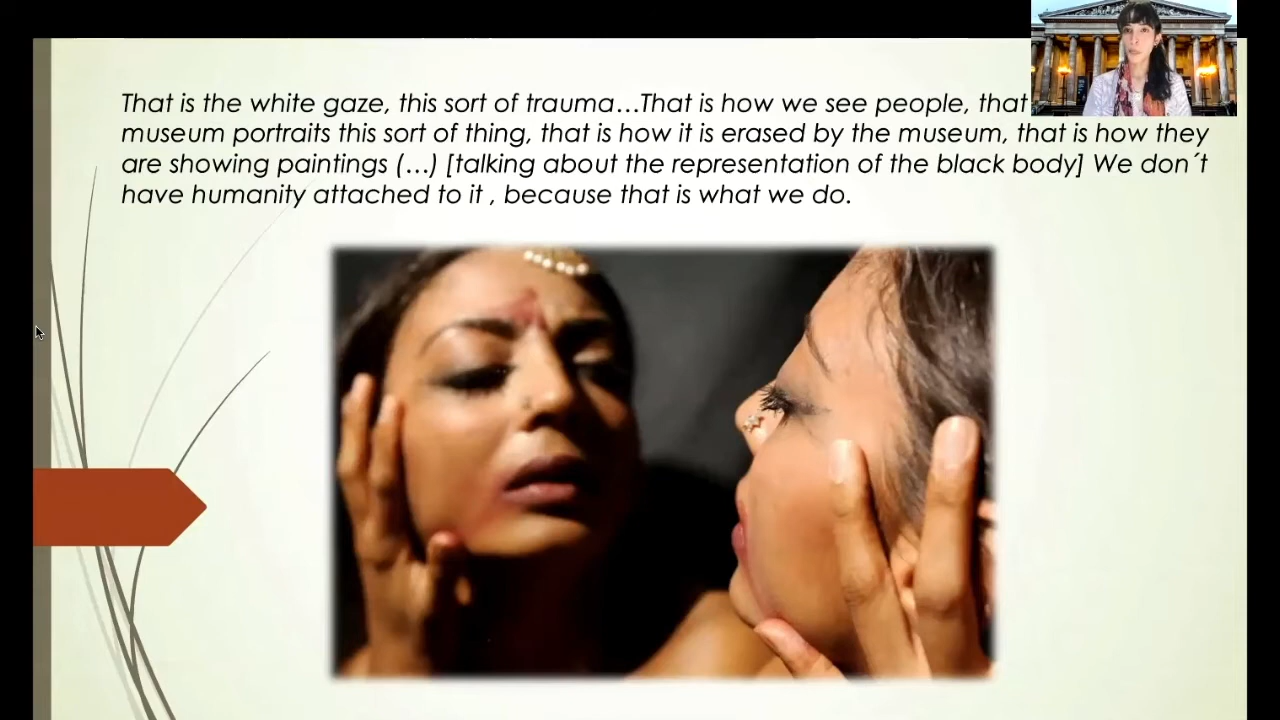 That is the white gaze, this sort of trauma…That is how we see people, that
museum portraits this sort of thing, that is how it is erased by the museum, that is how they
are showing paintings (…) [talking about the representation of the black body] We don´t
have humanity attached to it , because that is what we do.